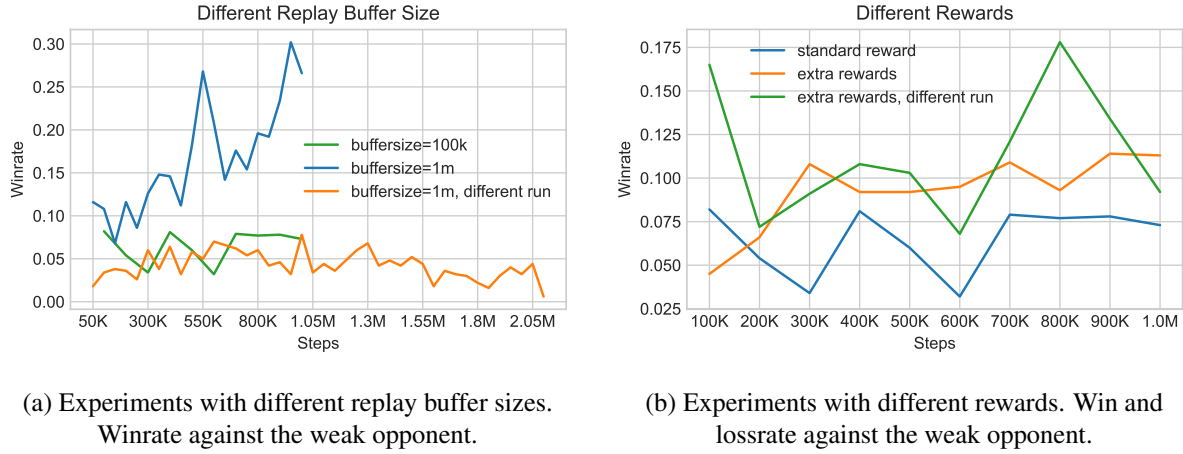 Different Replay Buffer Size
0.30
0.25
0.20
0.15
0.10
0.05
0.00
Winrate
buffersize=100k
buffersize=1m
buffersize=1m, different run
50K 300K 550K 800K 1.05M 1.3M 1.55M 1.8M 2.05M
Steps
(a) Experiments with different replay buffer sizes.
Winrate against the weak opponent.
Different Rewards
0.175
0.150
0.125
0.100
0.075
0.050
0.025
Winrate
standard reward
extra rewards
extra rewards, different run
100K 200K 300K 400K 500K 600K 700K 800K 900K 1.0M
Steps
(b) Experiments with different rewards. Win and
lossrate against the weak opponent.